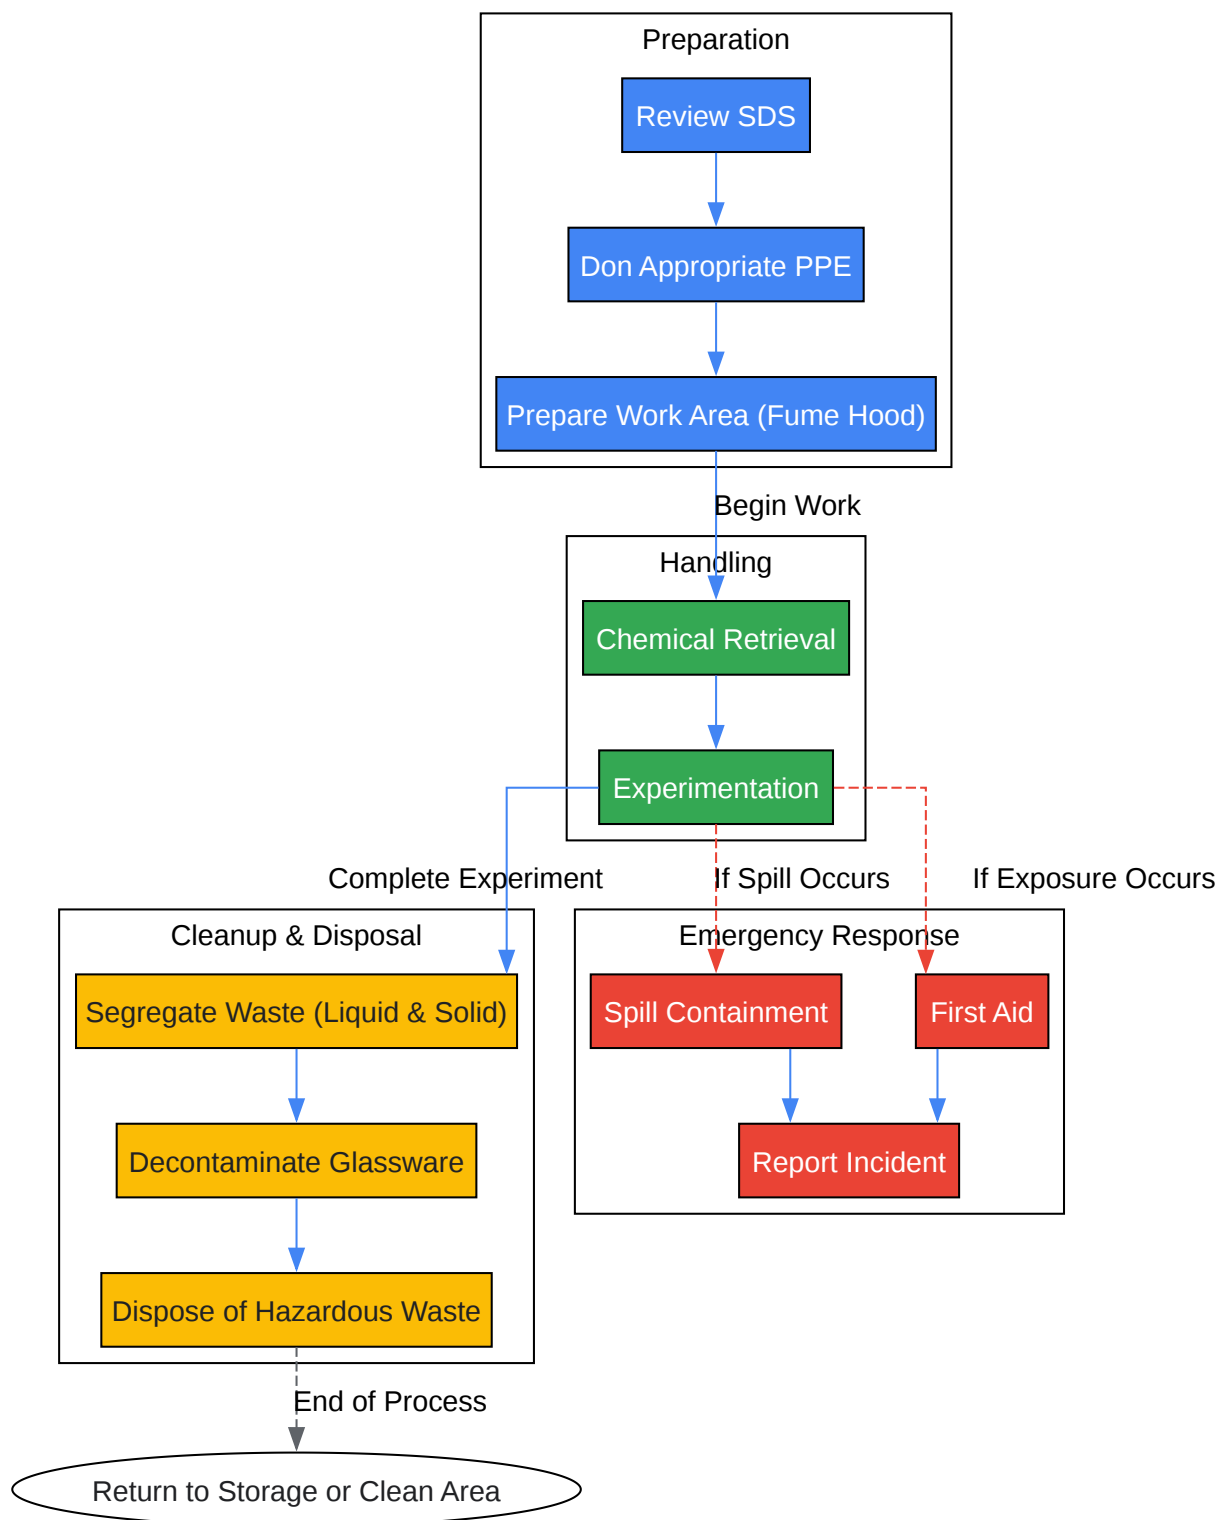 Preparation
Review SDS
Don Appropriate PPE
Prepare Work Area (Fume Hood)
Begin Work
Handling
Chemical Retrieval
Experimentation
Complete Experiment
If Spill Occurs
If Exposure Occurs
Cleanup & Disposal
Segregate Waste (Liquid & Solid)
Decontaminate Glassware
Dispose of Hazardous Waste
Emergency Response
Spill Containment
First Aid
Report Incident
End of Process
Return to Storage or Clean Area